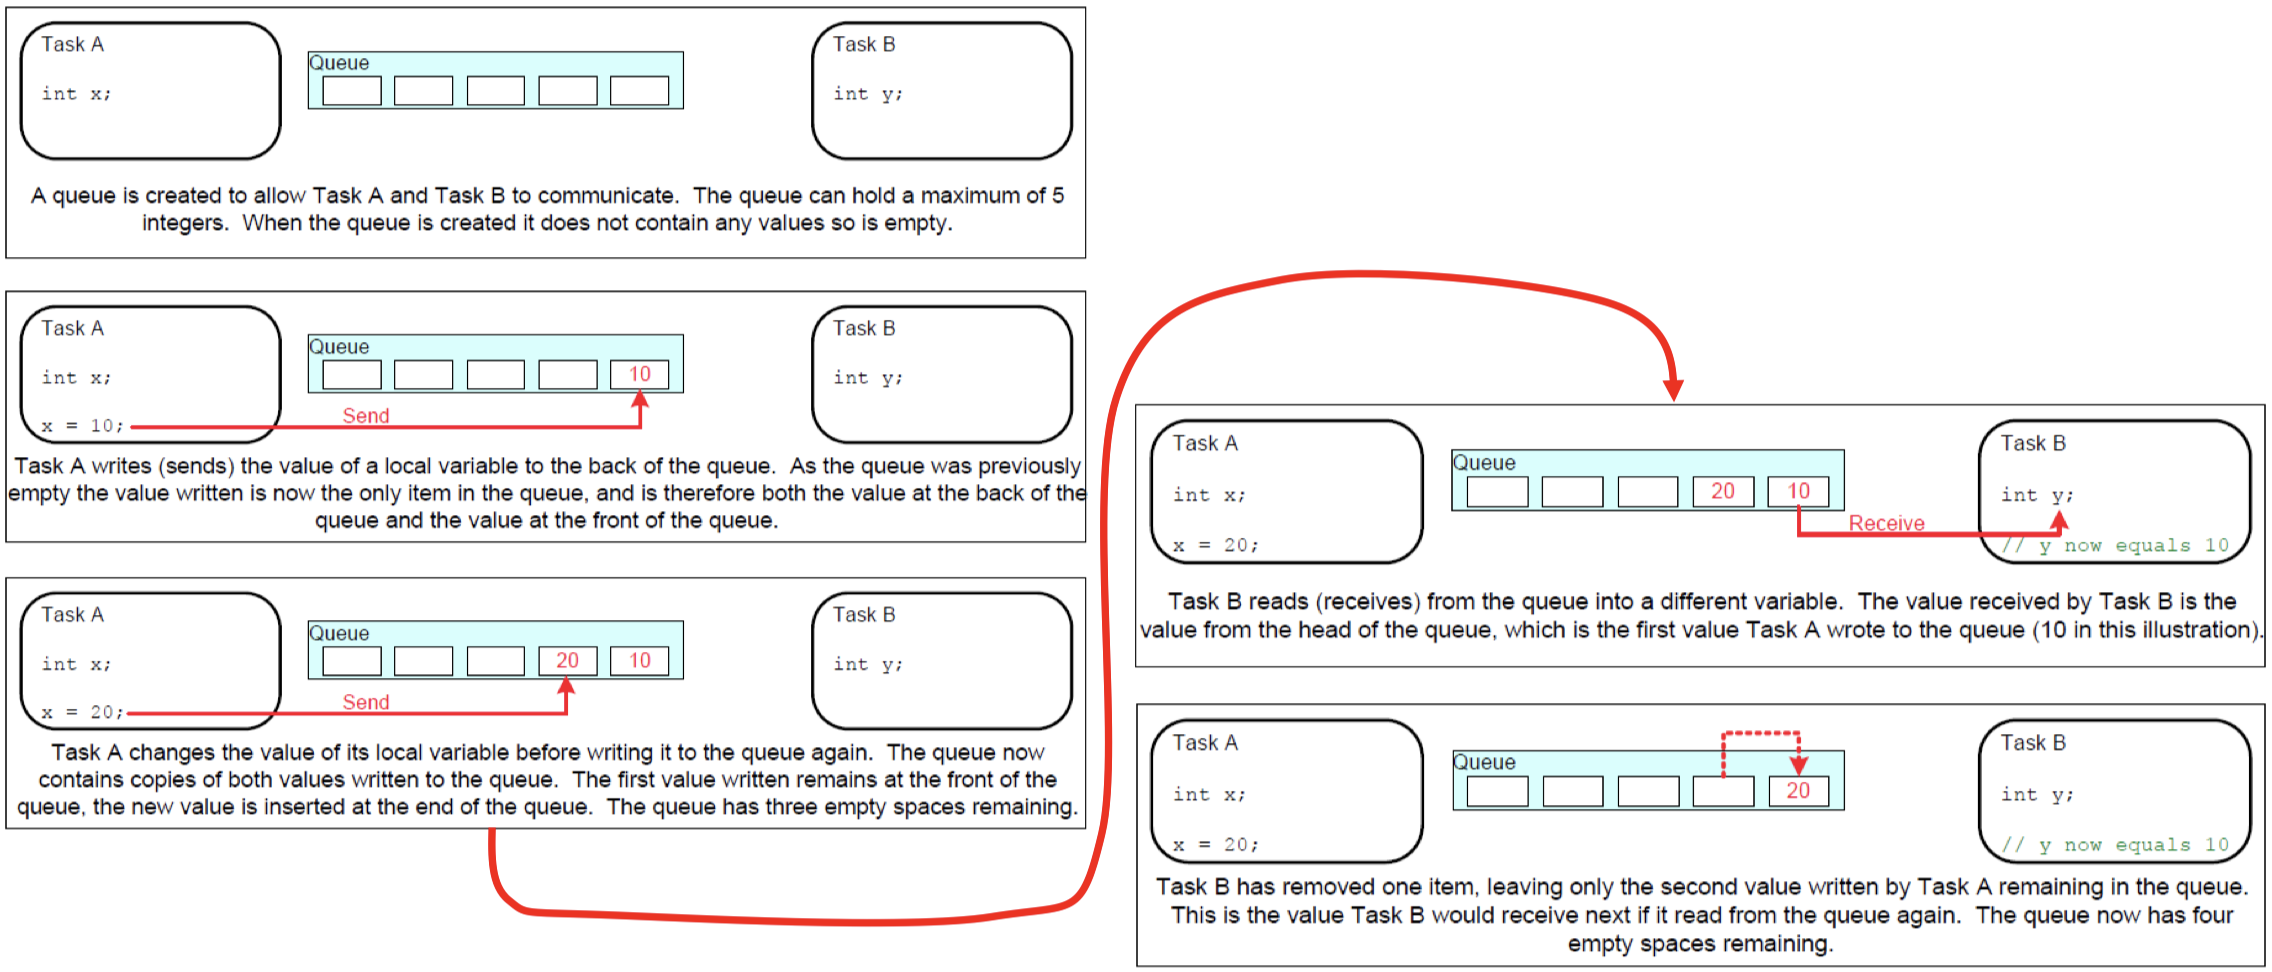 Task A
int x;
Queue
Task B
int y;
A queue is created to allow Task A and Task B to communicate.  The queue can hold a maximum of 5
integers.  When the queue is created it does not contain any values so is empty.
Task A
int x;
x = 10;
Queue
10
Send
Task B
int y;
Task A writes (sends) the value of a local variable to the back of the queue.  As the queue was previously
empty the value written is now the only item in the queue, and is therefore both the value at the back of the
queue and the value at the front of the queue.
Task A
int x;
x = 20;
Queue
20 10
Send
Task B
int y;
Task A changes the value of its local variable before writing it to the queue again.  The queue now
contains copies of both values written to the queue.  The first value written remains at the front of the
queue, the new value is inserted at the end of the queue.  The queue has three empty spaces remaining.
Task A
int x;
x = 20;
Queue
20 10
Receive
Task B
int y;
// y now equals 10
Task B reads (receives) from the queue into a different variable.  The value received by Task B is the
value from the head of the queue, which is the first value Task A wrote to the queue (10 in this illustration).
Task A
int x;
x = 20;
Queue
20
Task B
int y;
// y now equals 10
Task B has removed one item, leaving only the second value written by Task A remaining in the queue.
This is the value Task B would receive next if it read from the queue again.  The queue now has four
empty spaces remaining.